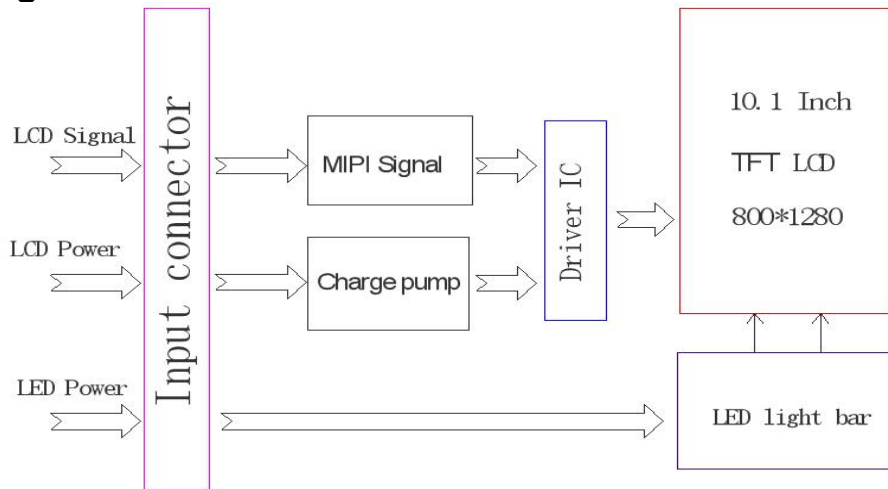 LCD Signal
LCD Power
LED Power
Input connector
MIPI Signal
Charge pump
Driver IC
10.1 Inch
TFT LCD
800*1280
LED light bar